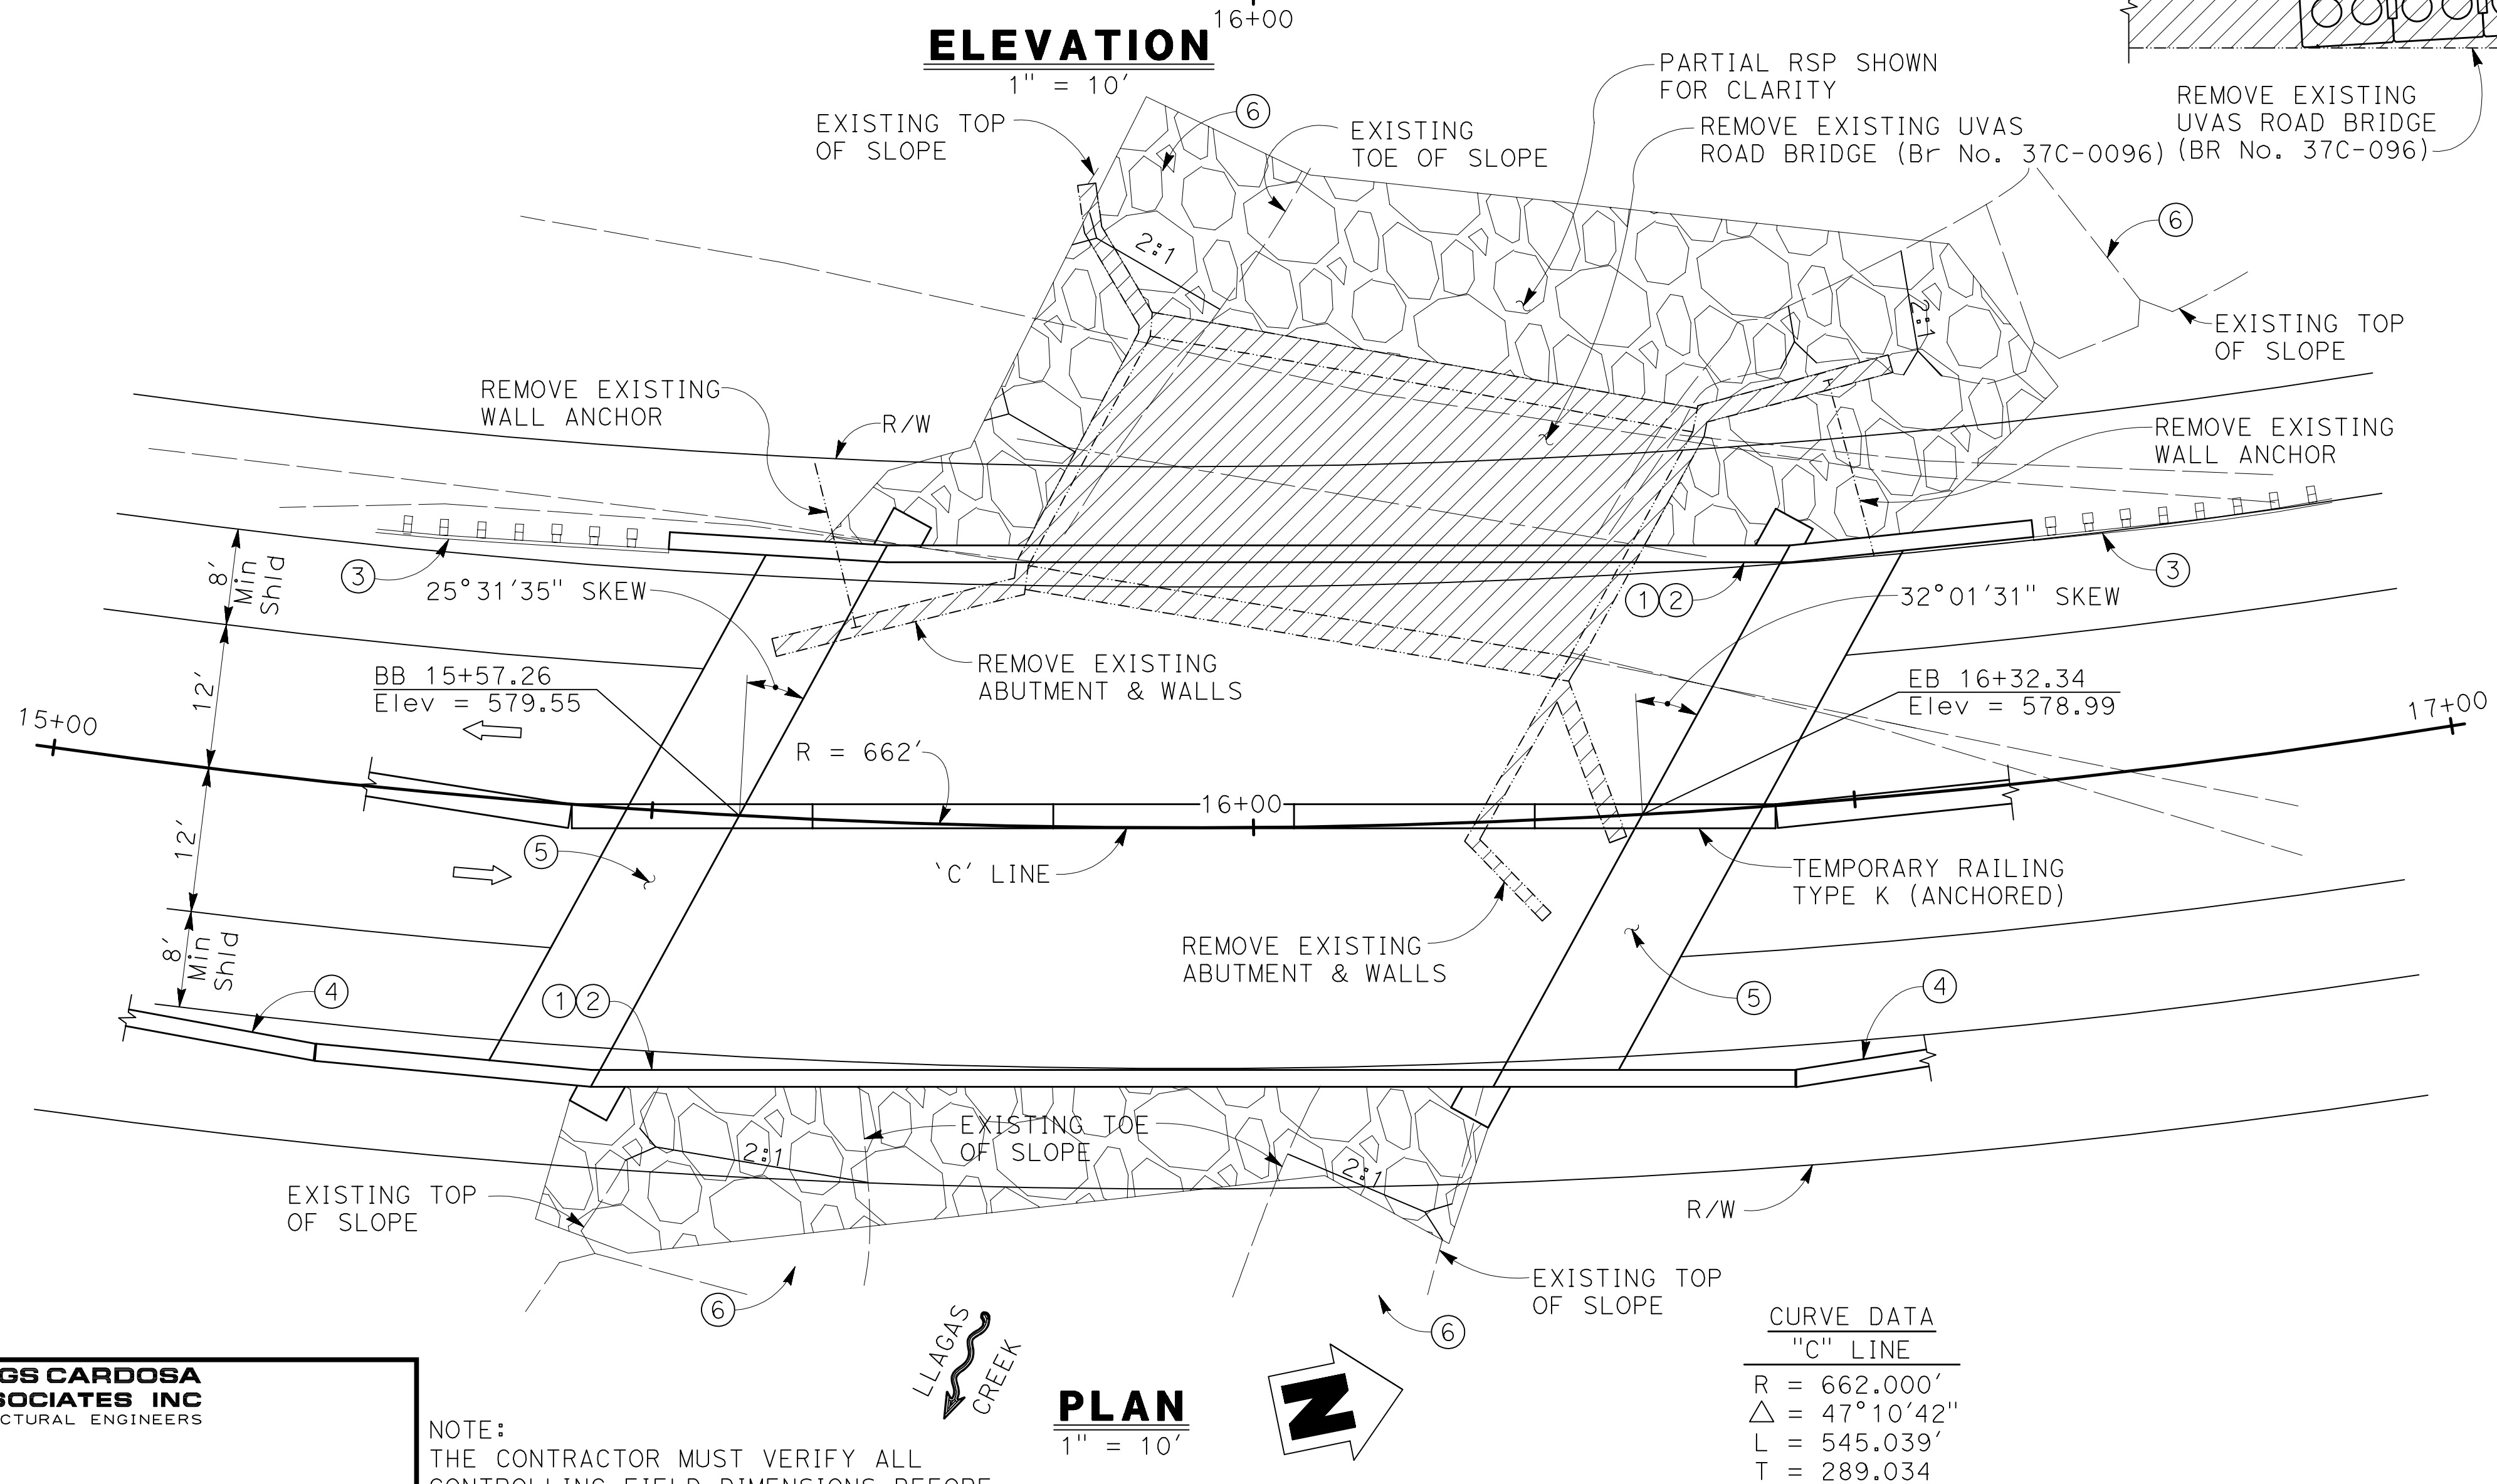 16+00
ELEVATION
1" = 10'
PARTIAL RSP SHOWN
FOR CLARITY
REMOVE EXISTING
UVAS ROAD BRIDGE
(BR No. 37C-096)
EXISTING TOP
OF SLOPE
6
EXISTING
TOE OF SLOPE
REMOVE EXISTING UVAS
ROAD BRIDGE (Br No. 37C-0096)
6
2:1
2:1
EXISTING TOP
OF SLOPE
REMOVE EXISTING
WALL ANCHOR
R/W
REMOVE EXISTING
WALL ANCHOR
8'
Min
Shld
3
25°31'35" SKEW
1 2
3
32°01'31" SKEW
REMOVE EXISTING
ABUTMENT & WALLS
BB 15+57.26
Elev = 579.55
EB 16+32.34
Elev = 578.99
12'
15+00
17+00
R = 662'
16+00
12'
5
`C' LINE
TEMPORARY RAILING
TYPE K (ANCHORED)
REMOVE EXISTING
ABUTMENT & WALLS
8'
Min
Shld
4
1 2
5
4
EXISTING TOE
OF SLOPE
2:1
2:1
EXISTING TOP
OF SLOPE
R/W
EXISTING TOP
OF SLOPE
6
6
LLAGAS
CREEK
N
PLAN
1" = 10'
CURVE DATA
"C" LINE
R = 662.000'
△ = 47°10'42"
L = 545.039'
T = 289.034
GS CARDOSA
SOCIATES INC
CTURAL ENGINEERS
NOTE:
THE CONTRACTOR MUST VERIFY ALL
CONTROLLING FIELD DIMENSIONS BEFORE